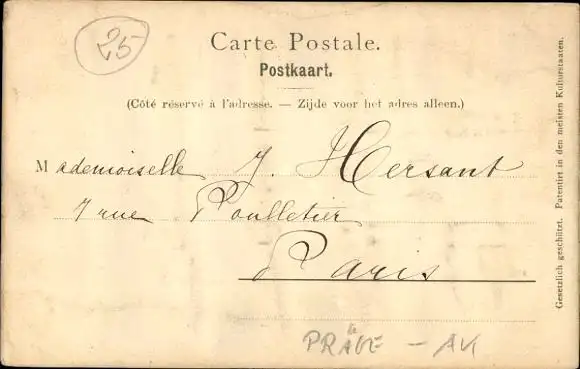 25
Carte Postale.
Postkaart.
(Côté réservé à l'adresse. — Zijde voor het adres alleen.)
Mademoiselle J. Hersant
7 rue Poulletier
Paris
PRÄGE - AK
Gesetzlich geschützt. Patentirt in den meisten Kulturstaaten.